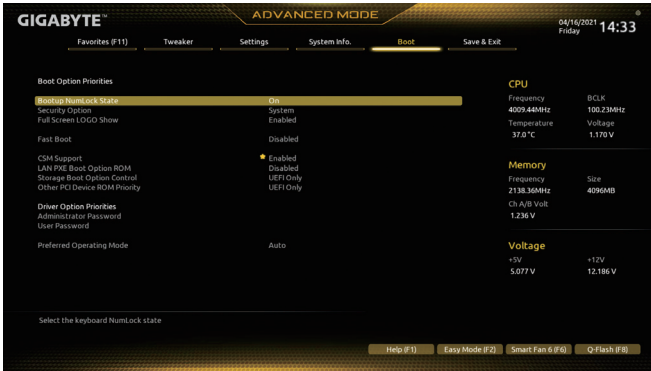 GIGABYTE™
ADVANCED MODE
04/16/2021
Friday
14:33
Favorites (F11)
Tweaker
Settings
System Info.
Boot
Save & Exit
Boot Option Priorities
Bootup NumLock State On
Security Option System
Full Screen LOGO Show Enabled
Fast Boot Disabled
CSM Support Enabled
LAN PXE Boot Option ROM Disabled
Storage Boot Option Control UEFI Only
Other PCI Device ROM Priority UEFI Only
Driver Option Priorities
Administrator Password
User Password
Preferred Operating Mode Auto
CPU
Frequency BCLK
4009.44MHz 100.23MHz
Temperature Voltage
37.0 °C 1.170 V
Memory
Frequency Size
2138.36MHz 4096MB
Ch A/B Volt
1.236 V
Voltage
+5V +12V
5.077 V 12.186 V
Select the keyboard NumLock state
Help (F1)
Easy Mode (F2)
Smart Fan 6 (F6)
Q-Flash (F8)